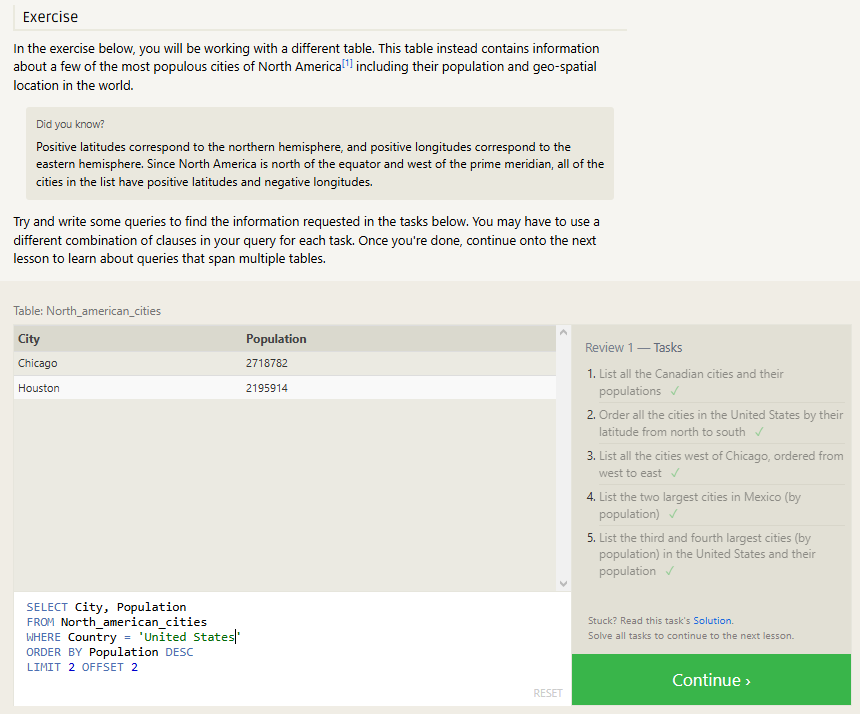 Exercise
In the exercise below, you will be working with a different table. This table instead contains information
about a few of the most populous cities of North America[1] including their population and geo-spatial
location in the world.
Did you know?
Positive latitudes correspond to the northern hemisphere, and positive longitudes correspond to the
eastern hemisphere. Since North America is north of the equator and west of the prime meridian, all of the
cities in the list have positive latitudes and negative longitudes.
Try and write some queries to find the information requested in the tasks below. You may have to use a
different combination of clauses in your query for each task. Once you're done, continue onto the next
lesson to learn about queries that span multiple tables.
Table: North_american_cities
City Population
Chicago 2718782
Houston 2195914
SELECT City, Population
FROM North_american_cities
WHERE Country = 'United States'
ORDER BY Population DESC
LIMIT 2 OFFSET 2
RESET
Review 1 — Tasks
1. List all the Canadian cities and their
populations ✓
2. Order all the cities in the United States by their
latitude from north to south ✓
3. List all the cities west of Chicago, ordered from
west to east ✓
4. List the two largest cities in Mexico (by
population) ✓
5. List the third and fourth largest cities (by
population) in the United States and their
population ✓
Stuck? Read this task's Solution.
Solve all tasks to continue to the next lesson.
Continue ›